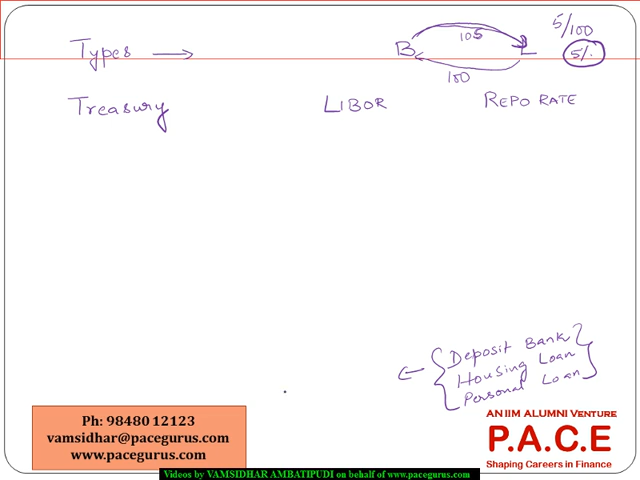 Types → B 105 L 5/100
5%
100
Treasury LIBOR REPO RATE
Deposit Bank
Housing Loan
Personal Loan
Ph: 9848012123
vamsidhar@pacegurus.com
www.pacegurus.com
AN IIM ALUMNI VENTURE
P.A.C.E
Shaping Careers in Finance
Videos by VAMSIDHAR AMBATIPUDI on behalf of www.pacegurus.com